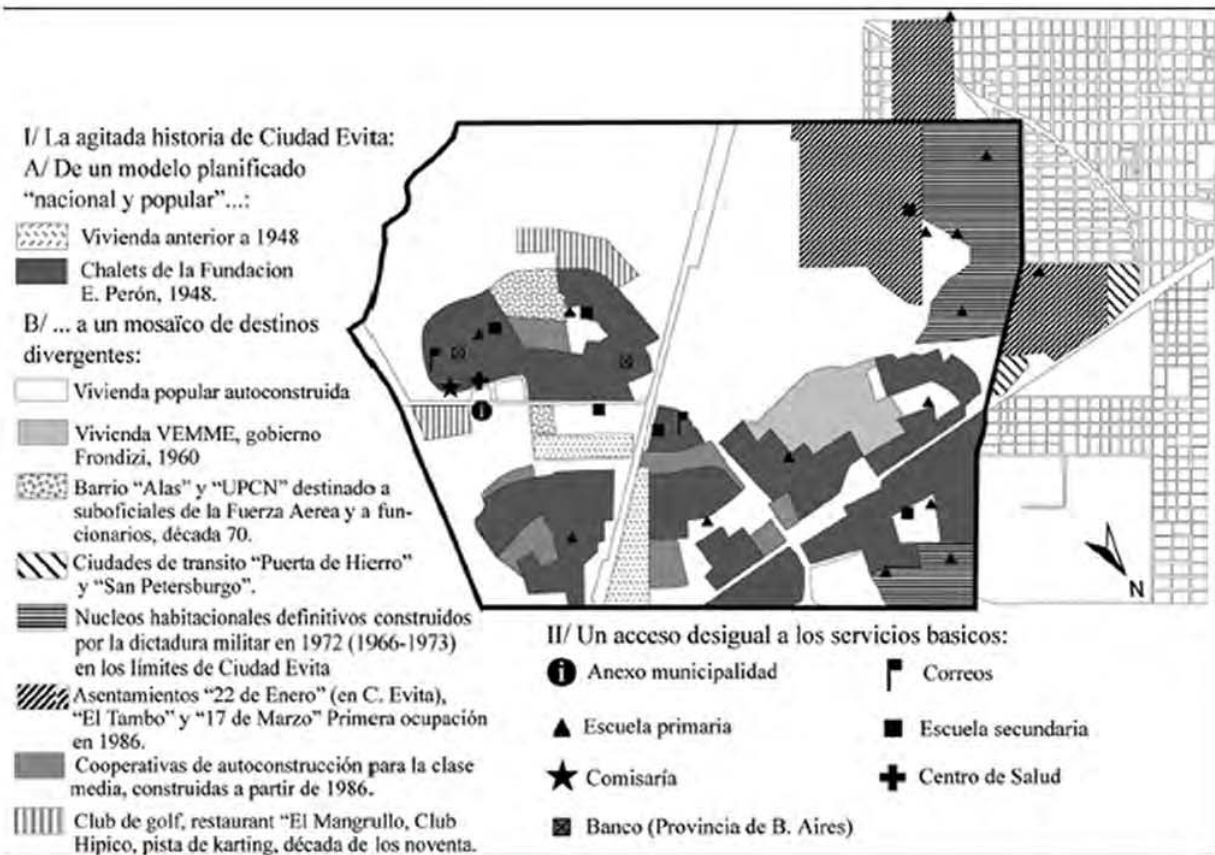 I/ La agitada historia de Ciudad Evita:
A/ De un modelo planificado
“nacional y popular”...:
Vivienda anterior a 1948
Chalets de la Fundacion
E. Perón, 1948.
B/ ... a un mosaïco de destinos
divergentes:
Vivienda popular autoconstruida
Vivienda VEMME, gobierno
Frondizi, 1960
Barrio “Alas” y “UPCN” destinado a
suboficiales de la Fuerza Aerea y a fun-
cionarios, década 70.
Ciudades de transito “Puerta de Hierro”
y “San Petersburgo”.
Nucleos habitacionales definitivos construidos
por la dictadura militar en 1972 (1966-1973)
en los límites de Ciudad Evita
Asentamientos “22 de Enero” (en C. Evita),
“El Tambo” y “17 de Marzo” Primera ocupación
en 1986.
Cooperativas de autoconstrucción para la clase
media, construidas a partir de 1986.
Club de golf, restaurant “El Mangrullo, Club
Hipico, pista de karting, década de los noventa.
i
N
II/ Un acceso desigual a los servicios basicos:
i Anexo municipalidad
Correos
Escuela primaria
Escuela secundaria
Comisaría
Centro de Salud
Banco (Provincia de B. Aires)